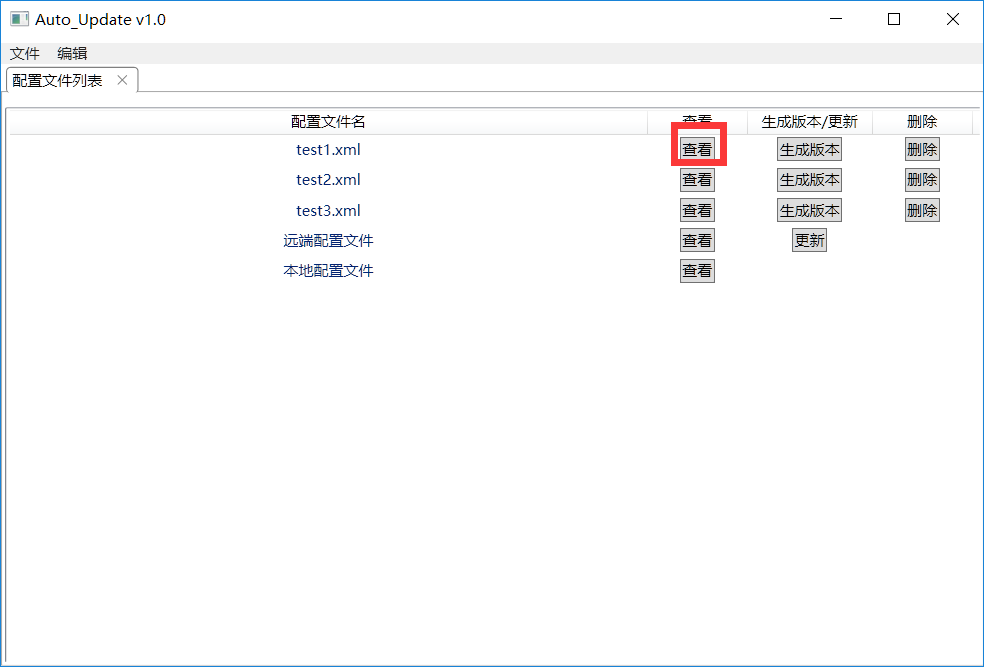 Auto_Update v1.0
文件 编辑
配置文件列表
配置文件名 查看 生成版本/更新 删除
test1.xml 查看 生成版本 删除
test2.xml 查看 生成版本 删除
test3.xml 查看 生成版本 删除
远端配置文件 查看 更新
本地配置文件 查看